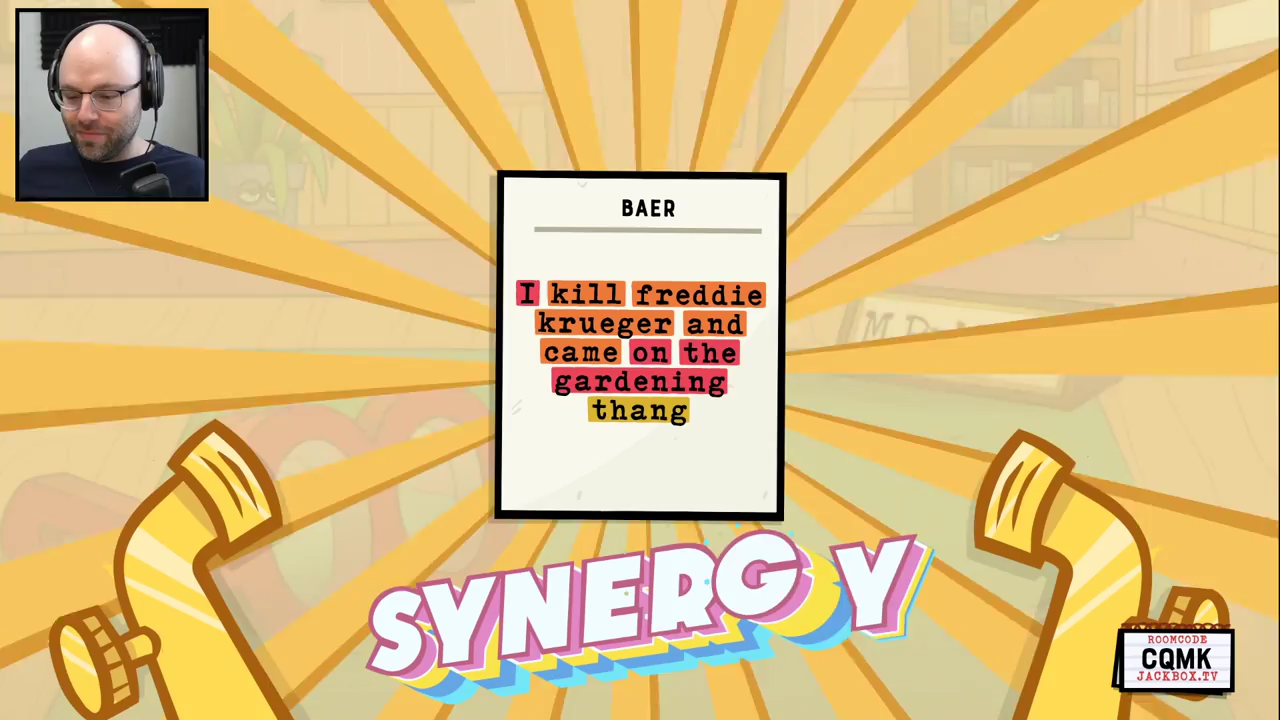 BAER
I kill freddie
krueger and
came on the
gardening
thang
SYNERGY
ROOMCODE
CQMK
JACKBOX.TV